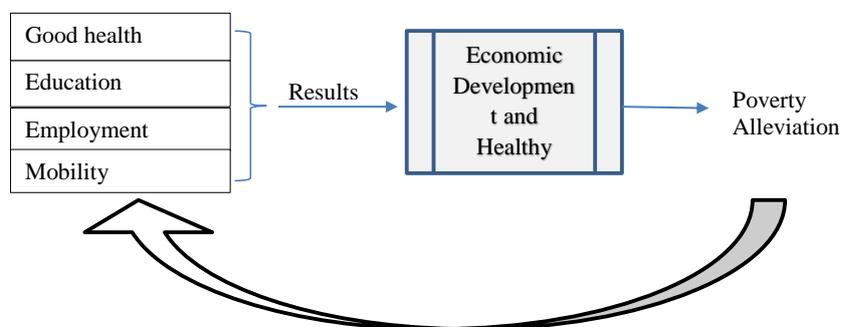 Good health
Education
Employment
Mobility
Results
Economic
Developmen
t and
Healthy
Poverty
Alleviation